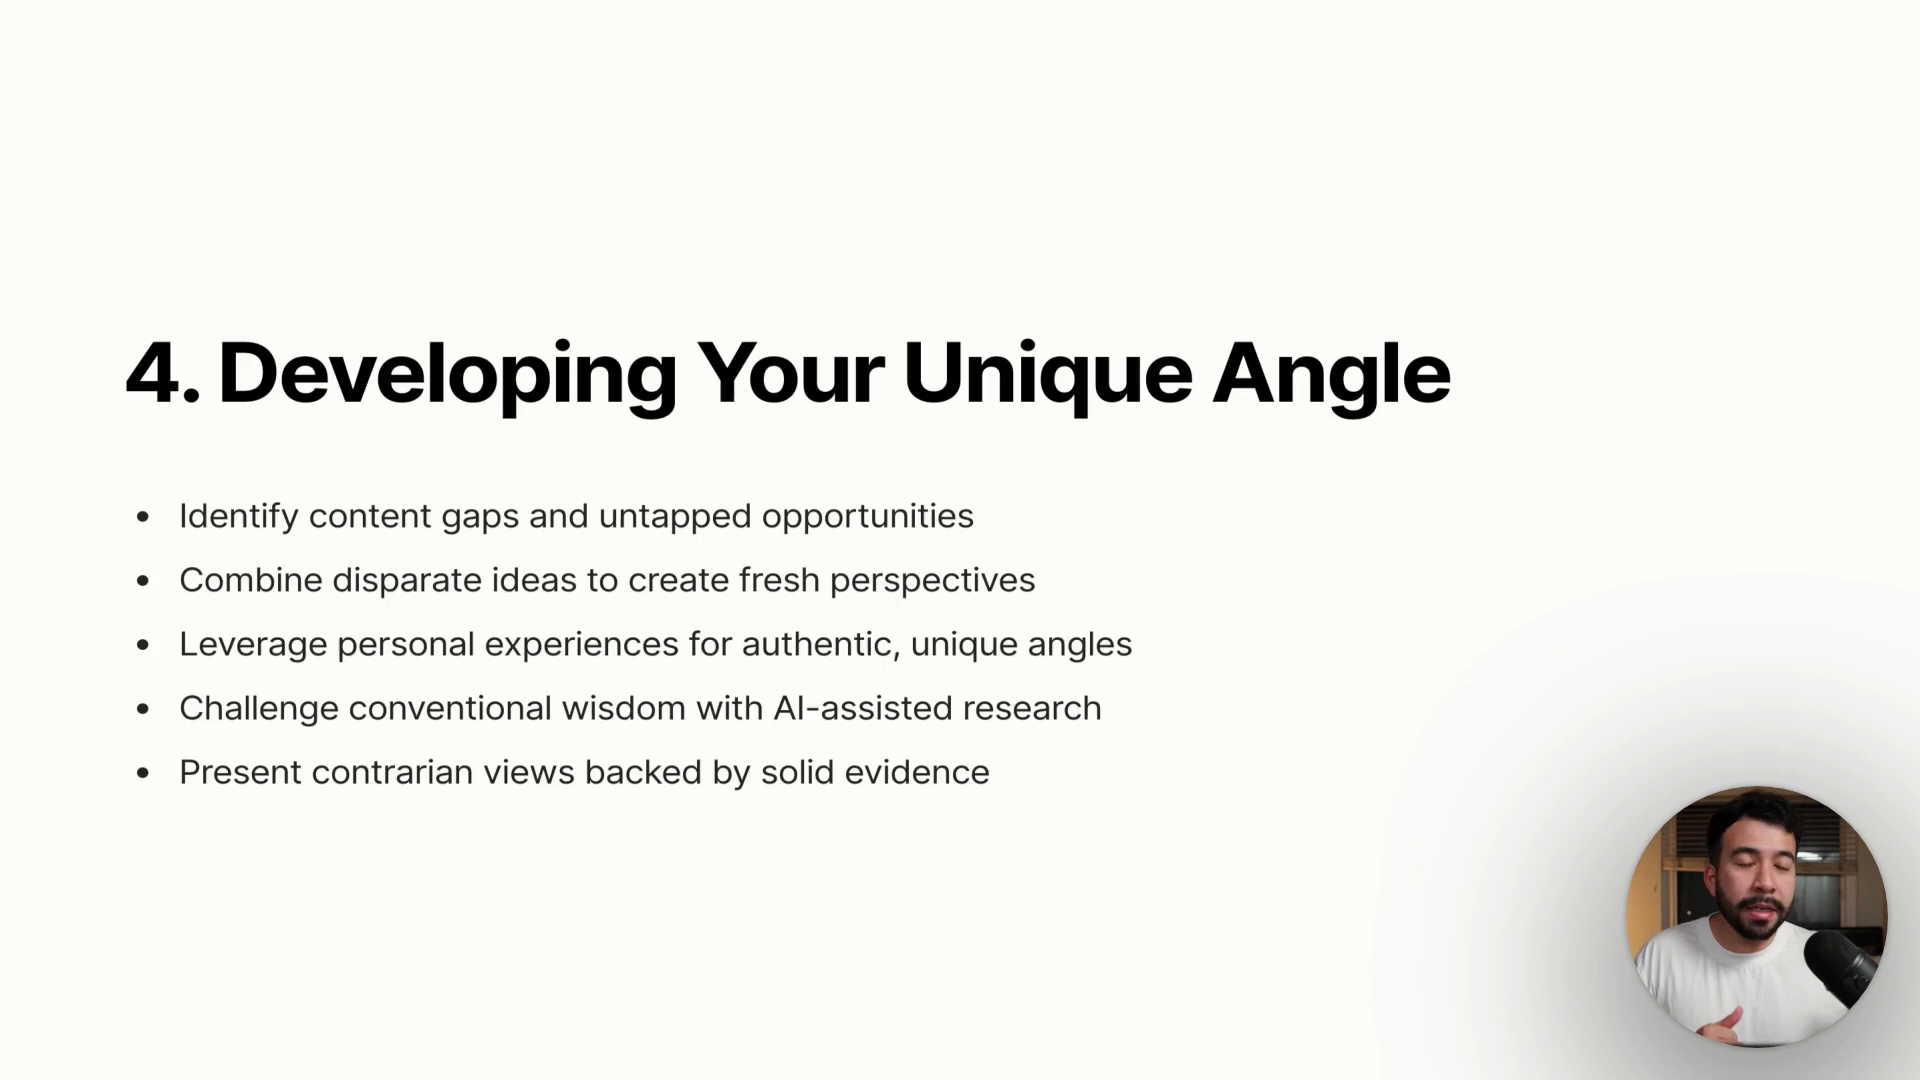 4. Developing Your Unique Angle
• Identify content gaps and untapped opportunities
• Combine disparate ideas to create fresh perspectives
• Leverage personal experiences for authentic, unique angles
• Challenge conventional wisdom with AI-assisted research
• Present contrarian views backed by solid evidence